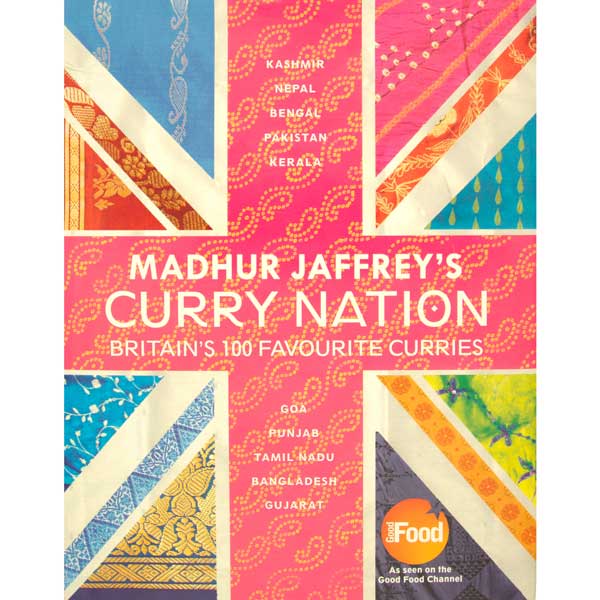 KASHMIR
NEPAL
BENGAL
PAKISTAN
KERALA
MADHUR JAFFREY'S
CURRY NATION
BRITAIN'S 100 FAVOURITE CURRIES
GOA
PUNJAB
TAMIL NADU
BANGLADESH
GUJARAT
Good
Food
As seen on the
Good Food Channel